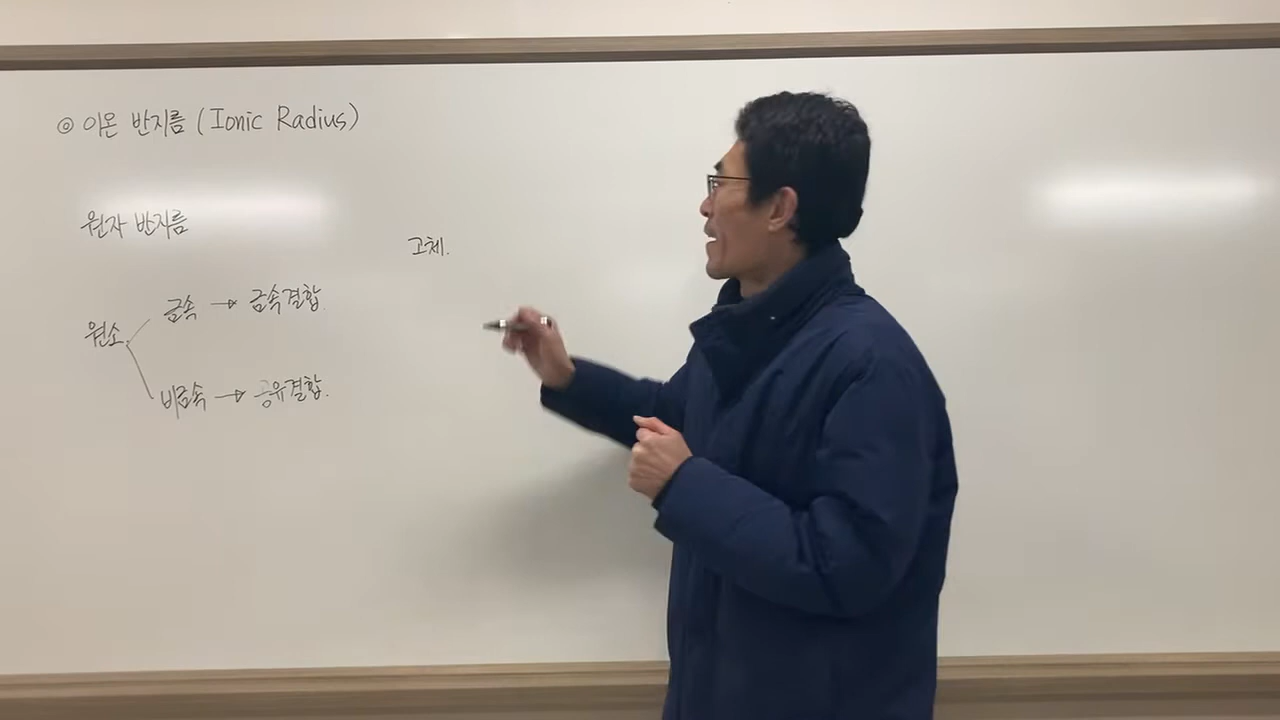 ◎ 이온 반지름 (Ionic Radius)
원자 반지름
고체.
금속 → 금속결합.
원소
비금속 → 공유결합.